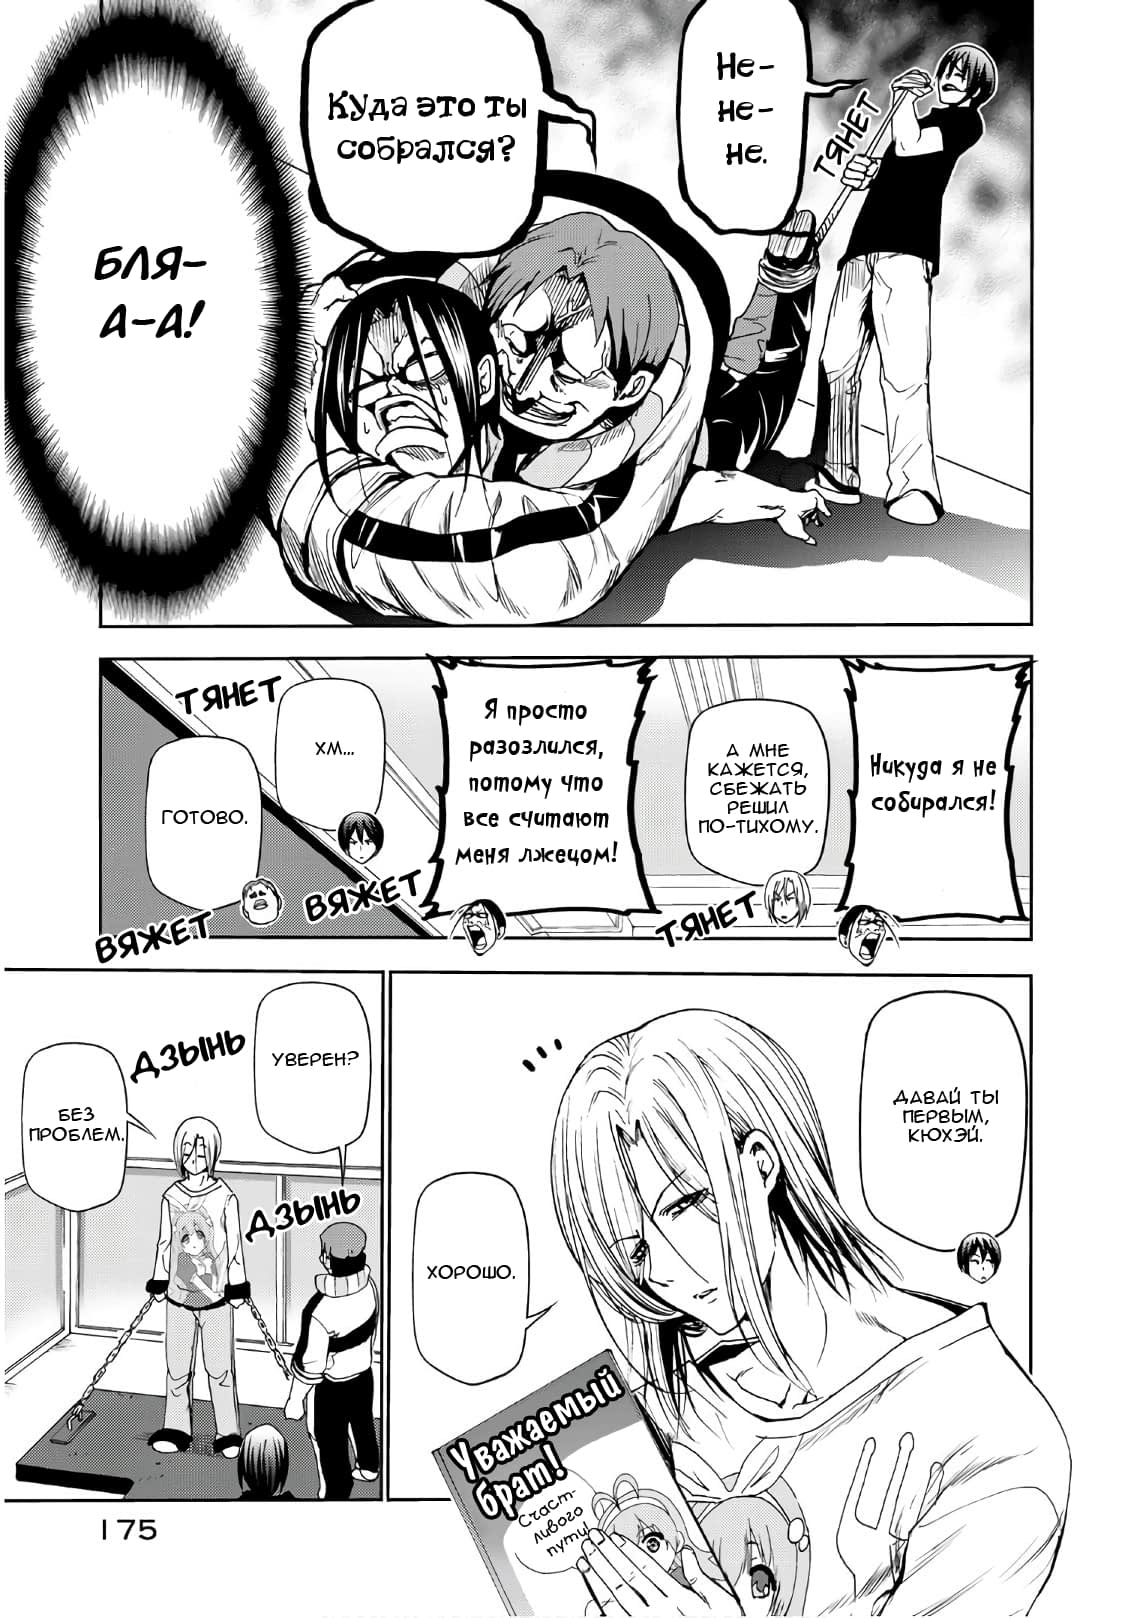 Не-
не-
не.
ТЯНЕТ
Куда это ты
собрался?
БЛЯ-
А-А!
Никуда я не
собирался!
А МНЕ
КАЖЕТСЯ,
СБЕЖАТЬ
РЕШИЛ
ПО-ТИХОМУ.
ТЯНЕТ
Я просто
разозлился,
потому что
все считают
меня лжецом!
ХМ...
ВЯЖЕТ
ТЯНЕТ
ГОТОВО.
ВЯЖЕТ
ДАВАЙ ТЫ
ПЕРВЫМ,
КЮХЭЙ.
ХОРОШО.
Уважаемый
брат!
Счаст-
ливого
пути!
УВЕРЕН?
ДЗЫНЬ
БЕЗ
ПРОБЛЕМ.
ДЗЫНЬ
175